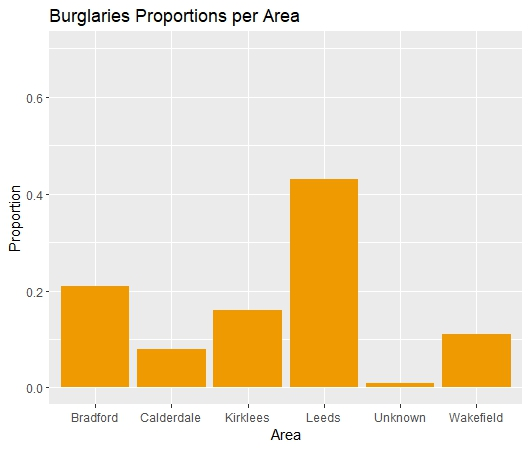 Burglaries Proportions per Area
0.6
0.4
0.2
0.0
Proportion
Bradford Calderdale Kirklees Leeds Unknown Wakefield
Area